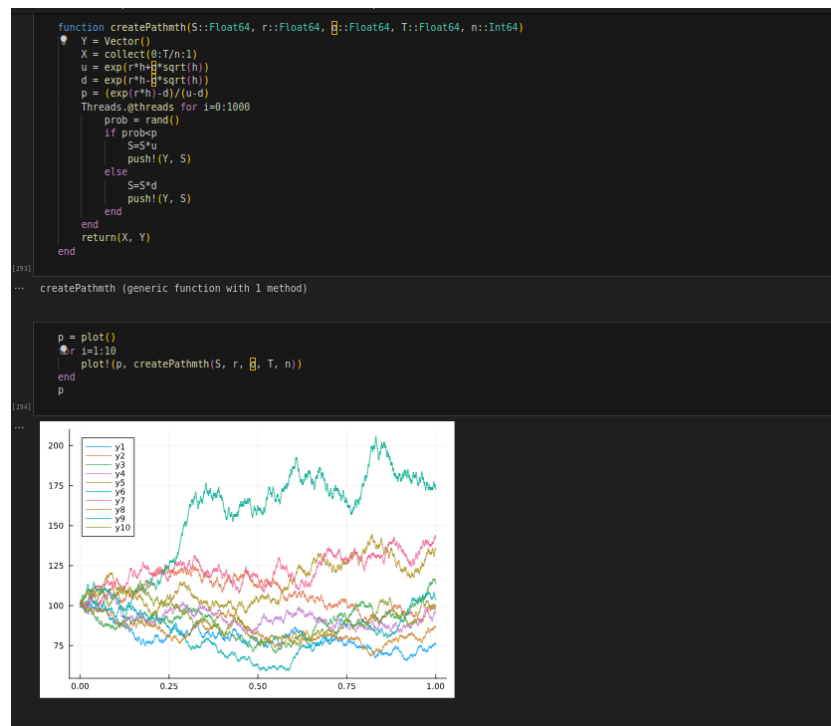 function createPathmth(S::Float64, r::Float64, σ::Float64, T::Float64, n::Int64)
    Y = Vector()
    X = collect(0:T/n:1)
    u = exp(r*h+σ*sqrt(h))
    d = exp(r*h-σ*sqrt(h))
    p = (exp(r*h)-d)/(u-d)
    Threads.@threads for i=0:1000
        prob = rand()
        if prob<p
            S=S*u
            push!(Y, S)
        else
            S=S*d
            push!(Y, S)
        end
    end
    return(X, Y)
end
[293]
... createPathmth (generic function with 1 method)
p = plot()
for i=1:10
    plot!(p, createPathmth(S, r, σ, T, n))
end
p
[294]
...
200
175
150
125
100
75
y1
y2
y3
y4
y5
y6
y7
y8
y9
y10
0.00 0.25 0.50 0.75 1.00